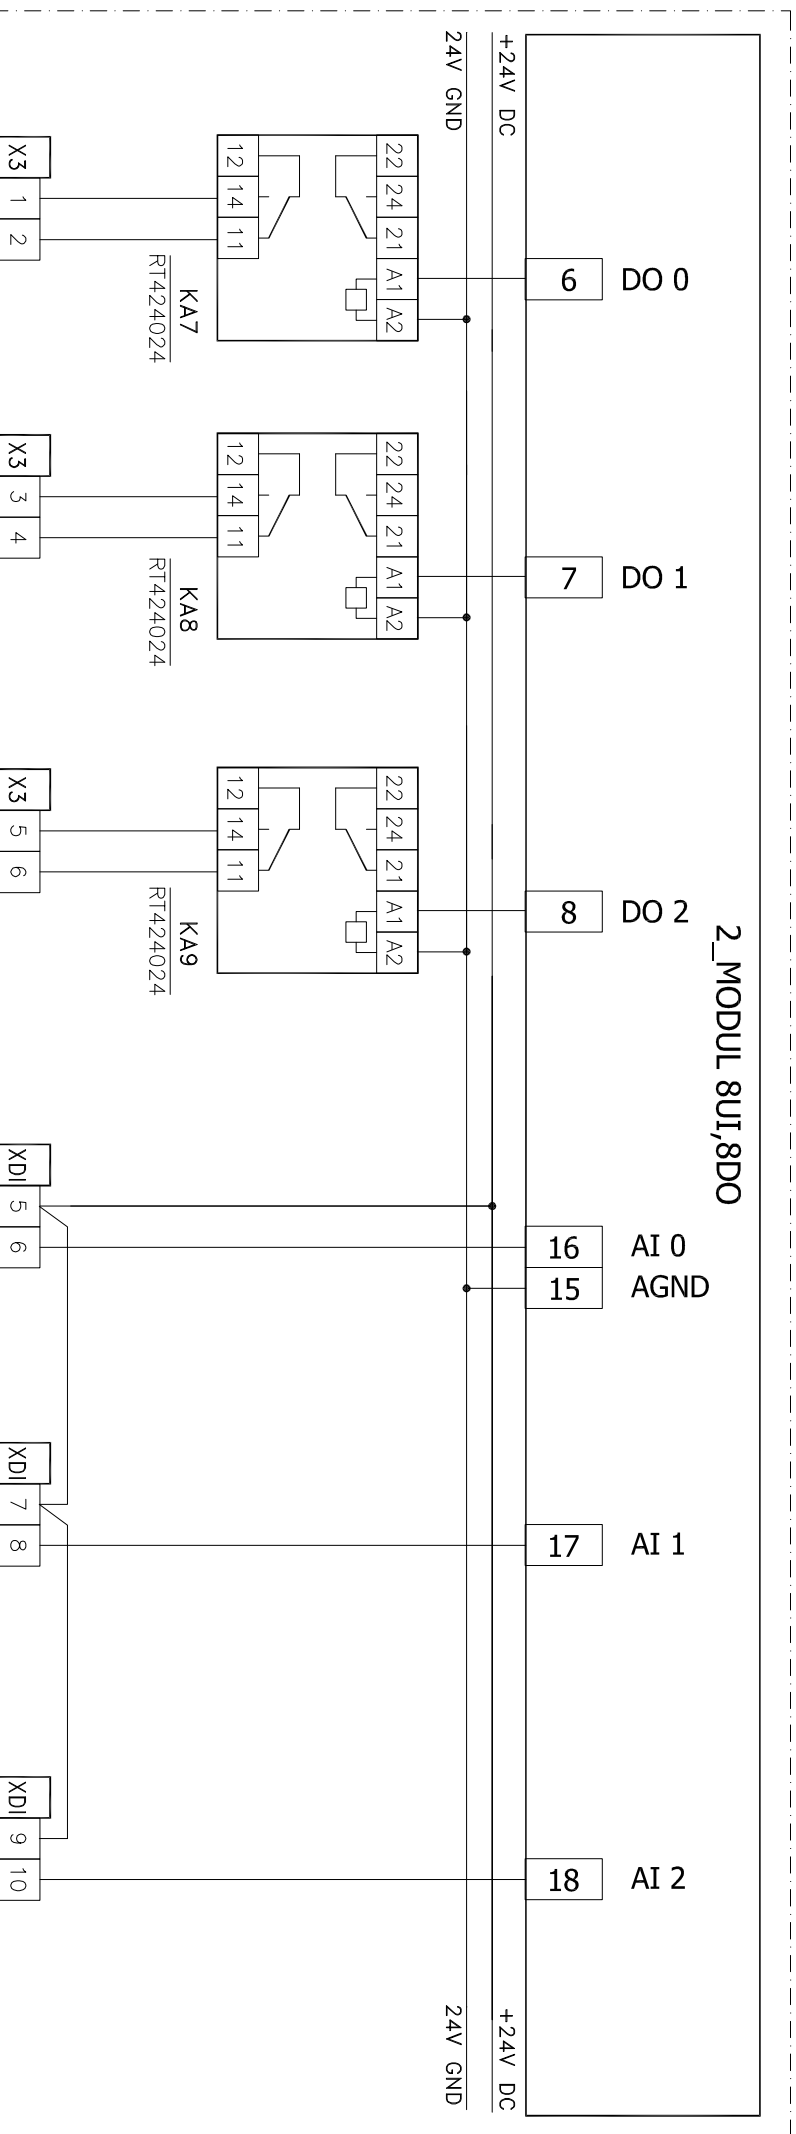 24V GND
+24V DC
X3
1
2
12
14
11
22
24
21
A1
A2
KA7
RT424024
6
DO 0
X3
3
4
12
14
11
22
24
21
A1
A2
KA8
RT424024
7
DO 1
X3
5
6
12
14
11
22
24
21
A1
A2
KA9
RT424024
8
DO 2
2_MODUL 8UI,8DO
XDI
5
6
16
AI 0
15
AGND
XDI
7
8
17
AI 1
XDI
9
10
18
AI 2
24V GND
+24V DC